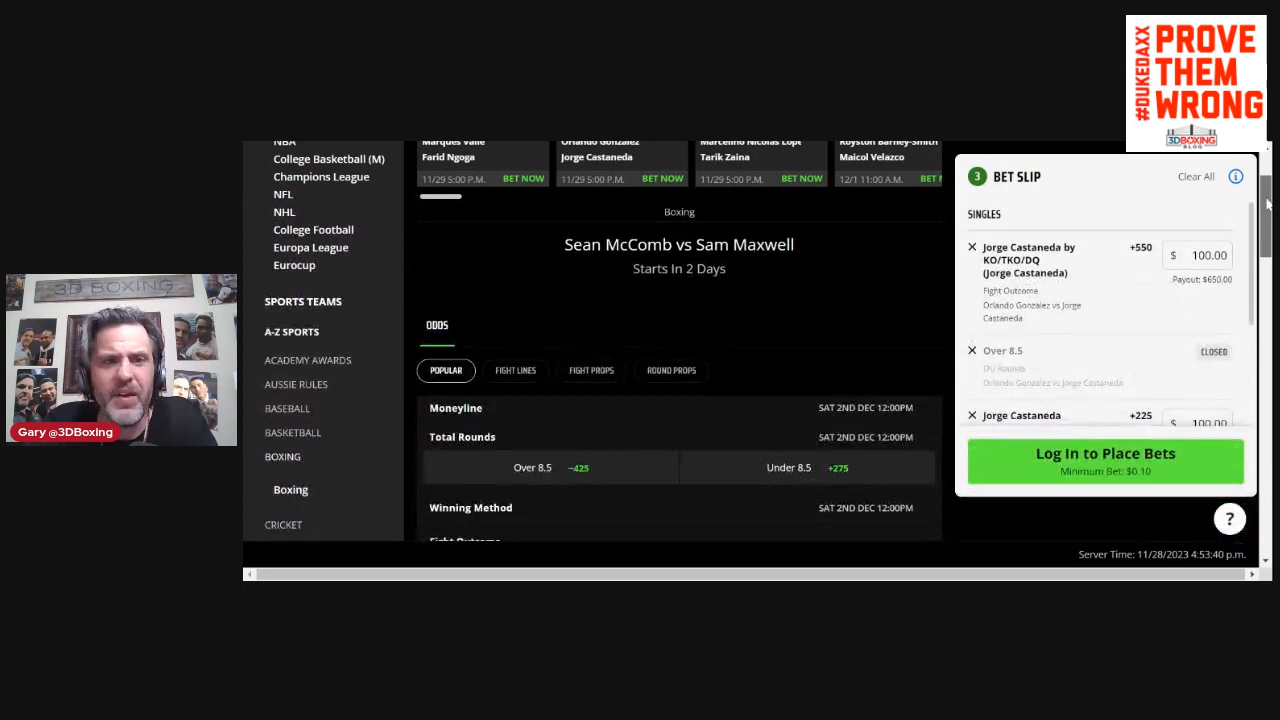 #DUKEDAXX
PROVE
THEM
WRONG
3DBOXING
BLOG
NBA
College Basketball (M)
Champions League
NFL
NHL
College Football
Europa League
Eurocup
SPORTS TEAMS
A-Z SPORTS
ACADEMY AWARDS
AUSSIE RULES
BASEBALL
BASKETBALL
BOXING
Boxing
CRICKET
Marques Valle
Farid Ngoga
11/29 5:00 P.M. BET NOW
Orlando Gonzalez
Jorge Castaneda
11/29 5:00 P.M. BET NOW
Marcelino Nicolas Lope
Tarik Zaina
11/29 5:00 P.M. BET NOW
Royston Barney-Smith
Maicol Velazco
12/1 11:00 A.M. BET N
Boxing
Sean McComb vs Sam Maxwell
Starts In 2 Days
ODDS
POPULAR FIGHT LINES FIGHT PROPS ROUND PROPS
Moneyline SAT 2ND DEC 12:00PM
Total Rounds SAT 2ND DEC 12:00PM
Over 8.5 -425 Under 8.5 +275
Winning Method SAT 2ND DEC 12:00PM
Fight Outcome
3 BET SLIP Clear All i
SINGLES
Jorge Castaneda by +550 $ 100.00
KO/TKO/DQ
(Jorge Castaneda) Payout: $650.00
Fight Outcome
Orlando Gonzalez vs Jorge
Castaneda
Over 8.5 CLOSED
Orlando Gonzalez vs Jorge Castaneda
Jorge Castaneda +225 $ 100.00
Log In to Place Bets
Minimum Bet: $0.10
?
Server Time: 11/28/2023 4:53:40 p.m.
3D BOXING
Gary @3DBoxing